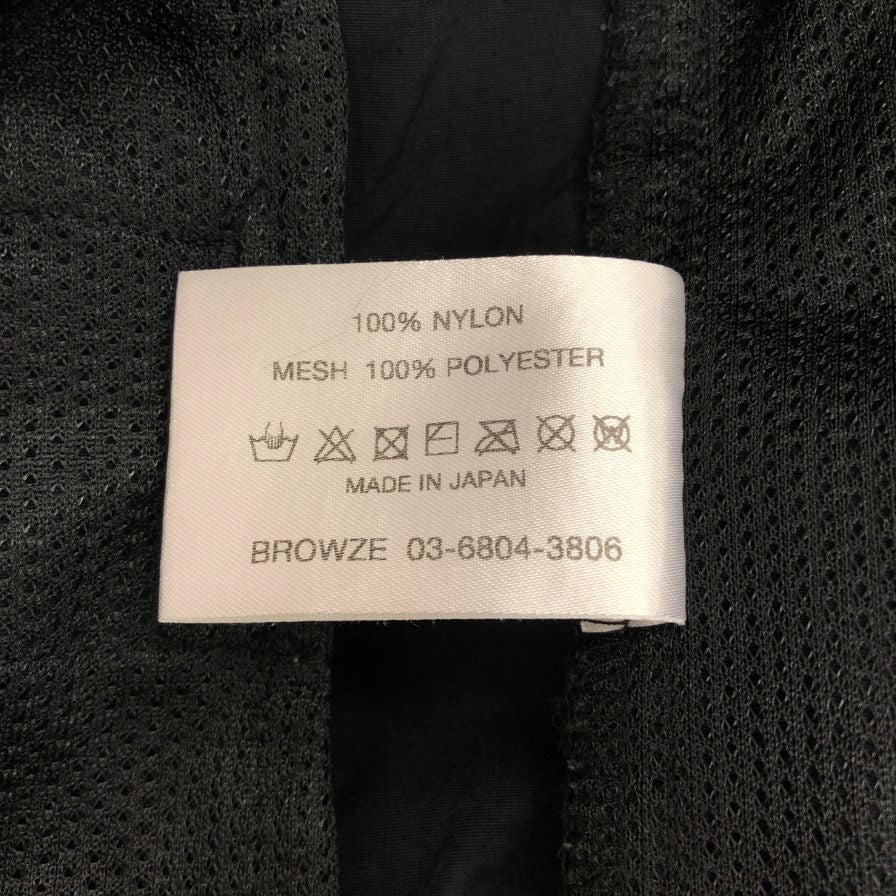 100% NYLON
MESH 100% POLYESTER
W
MADE IN JAPAN
BROWZE 03-6804-3806